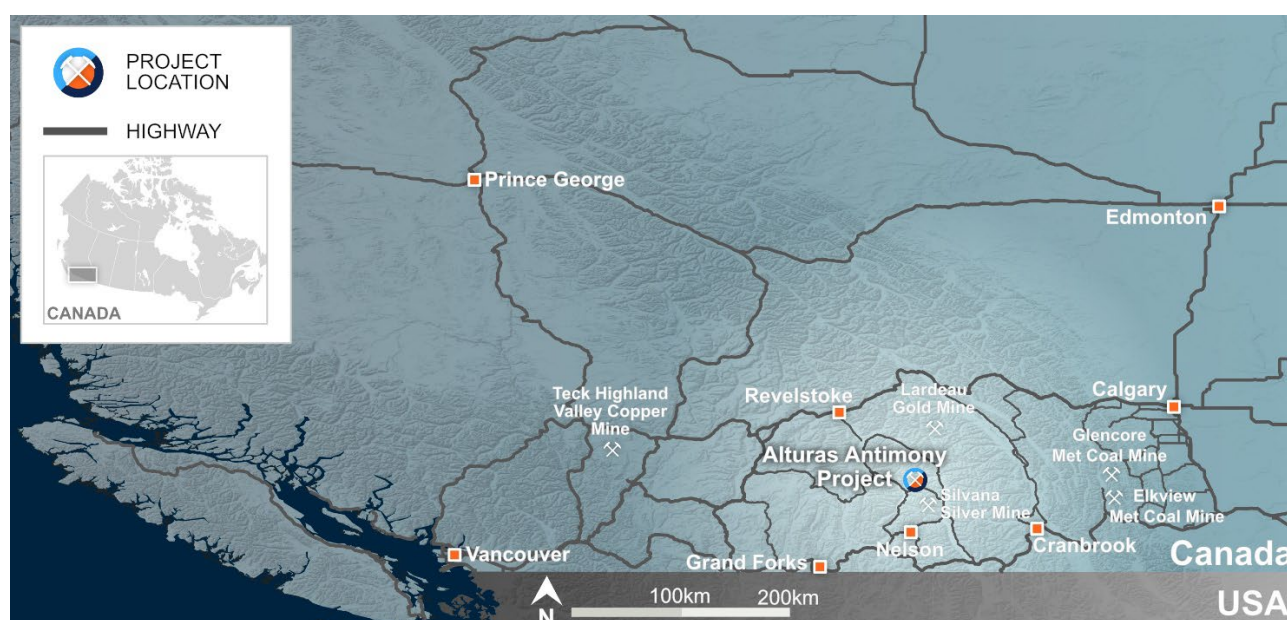 PROJECT
LOCATION
HIGHWAY
CANADA
Prince George
Edmonton
Teck Highland
Valley Copper
Mine
Revelstoke
Lardeau
Gold Mine
Calgary
Glencore
Met Coal Mine
Alturas Antimony
Project
Silvana
Silver Mine
Elkview
Met Coal Mine
Vancouver
Grand Forks
Nelson
Cranbrook
Canada
N
100km
200km
USA